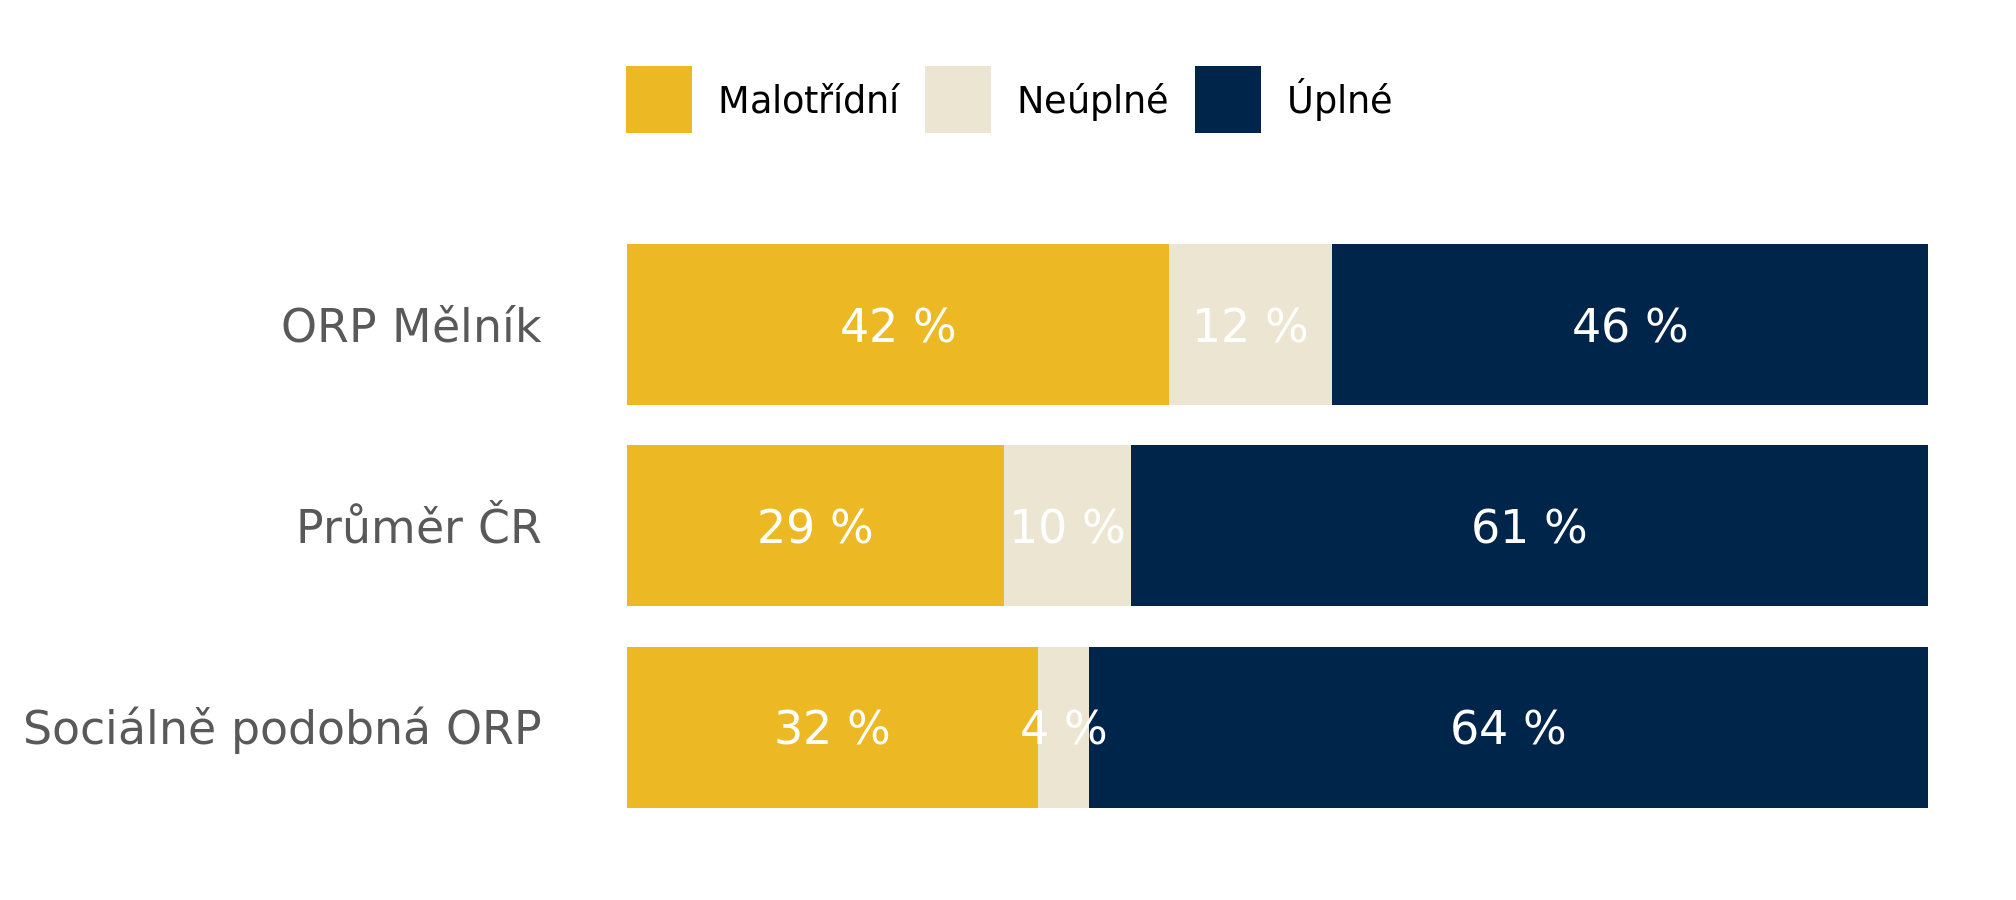 Malotřídní Neúplné Úplné
ORP Mělník 42 % 12 % 46 %
Průměr ČR 29 % 10 % 61 %
Sociálně podobná ORP 32 % 4 % 64 %